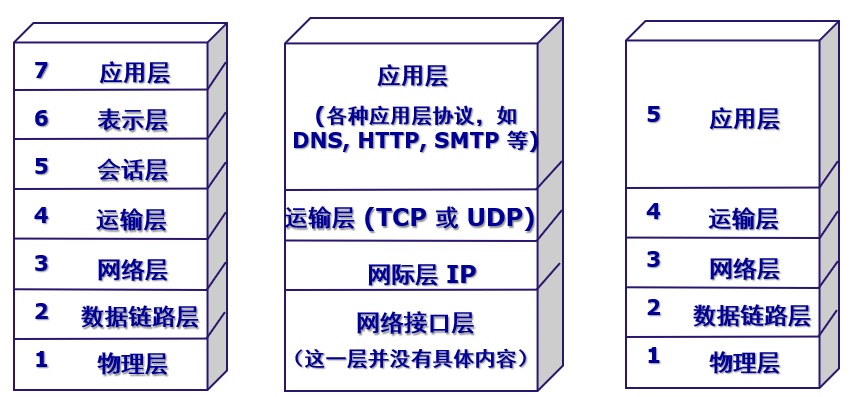 7 应用层
6 表示层
5 会话层
4 运输层
3 网络层
2 数据链路层
1 物理层
应用层
(各种应用层协议，如
DNS, HTTP, SMTP 等)
运输层 (TCP 或 UDP)
网际层 IP
网络接口层
（这一层并没有具体内容）
5 应用层
4 运输层
3 网络层
2 数据链路层
1 物理层